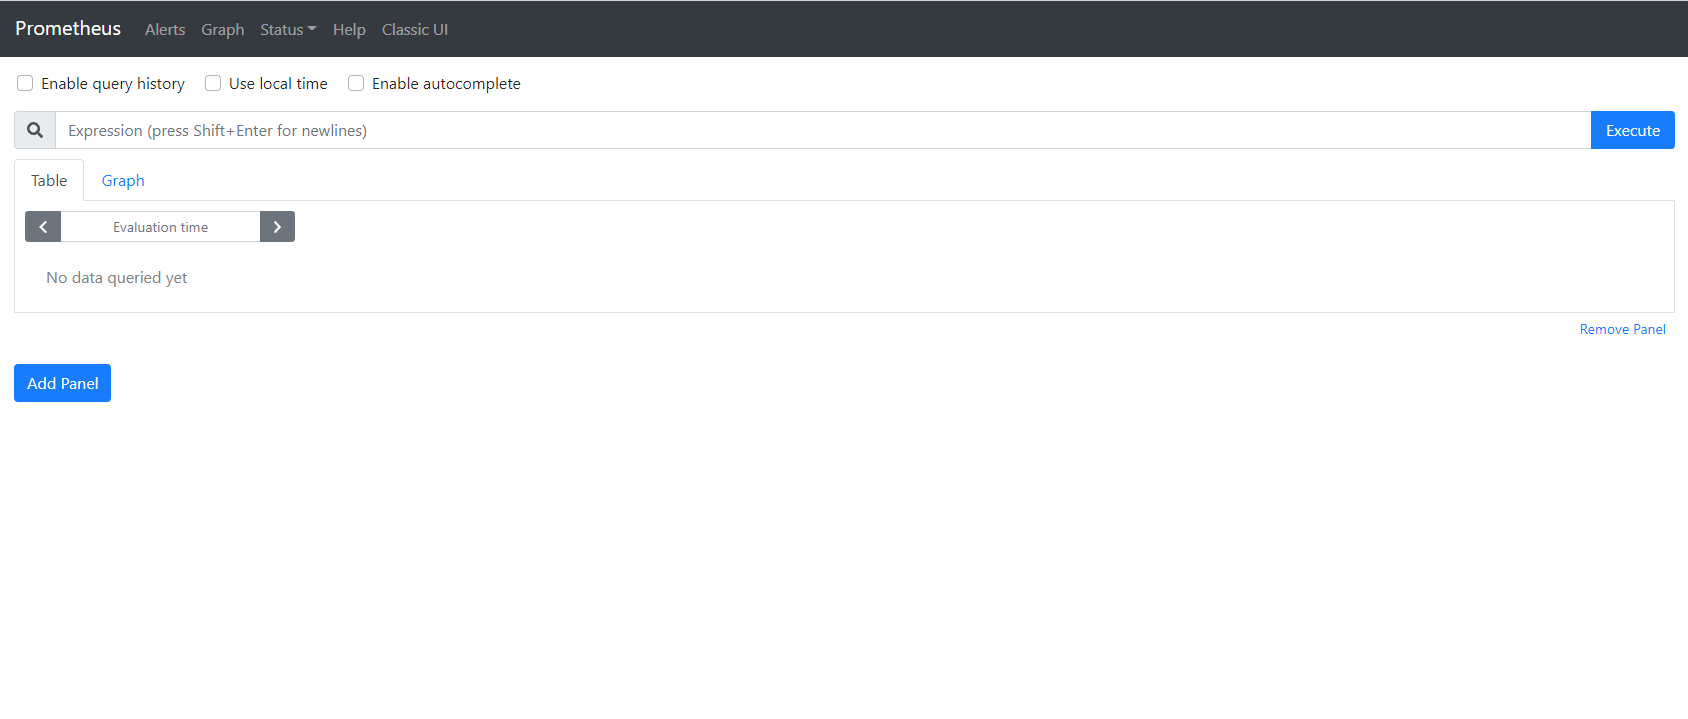 Prometheus Alerts Graph Status Help Classic UI
Enable query history Use local time Enable autocomplete
Expression (press Shift+Enter for newlines) Execute
Table Graph
Evaluation time
No data queried yet
Remove Panel
Add Panel